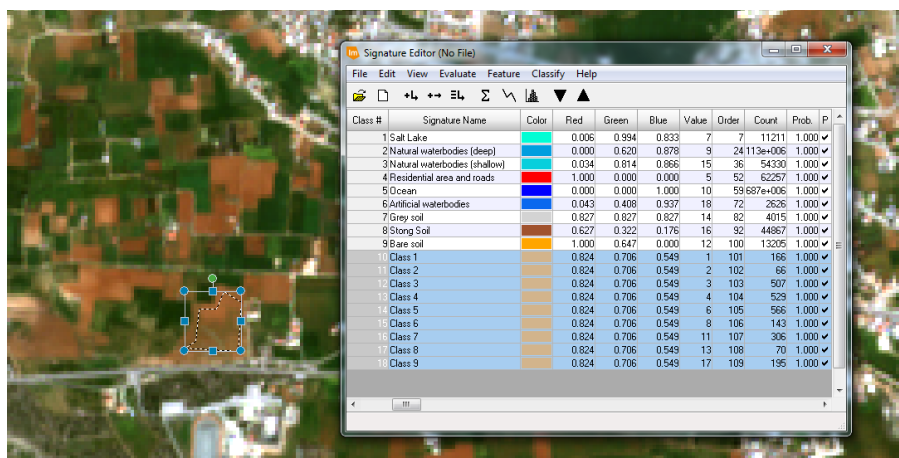 Signature Editor (No File)
File Edit View Evaluate Feature Classify Help
Class # Signature Name Color Red Green Blue Value Order Count Prob. P
1 Salt Lake 0.006 0.994 0.833 7 7 11211 1.000
2 Natural waterbodies (deep) 0.000 0.620 0.878 9 24 113e+006 1.000
3 Natural waterbodies (shallow) 0.034 0.814 0.866 15 36 54330 1.000
4 Residential area and roads 1.000 0.000 0.000 5 52 62257 1.000
5 Ocean 0.000 0.000 1.000 10 59 687e+006 1.000
6 Artificial waterbodies 0.043 0.408 0.937 18 72 2626 1.000
7 Grey soil 0.827 0.827 0.827 14 82 4015 1.000
8 Stong Soil 0.627 0.322 0.176 16 92 44867 1.000
9 Bare soil 1.000 0.647 0.000 12 100 13205 1.000
10 Class 1 0.824 0.706 0.549 1 101 166 1.000
11 Class 2 0.824 0.706 0.549 2 102 66 1.000
12 Class 3 0.824 0.706 0.549 3 103 507 1.000
13 Class 4 0.824 0.706 0.549 4 104 529 1.000
14 Class 5 0.824 0.706 0.549 6 105 566 1.000
15 Class 6 0.824 0.706 0.549 8 106 143 1.000
16 Class 7 0.824 0.706 0.549 11 107 306 1.000
17 Class 8 0.824 0.706 0.549 13 108 70 1.000
18 Class 9 0.824 0.706 0.549 17 109 195 1.000